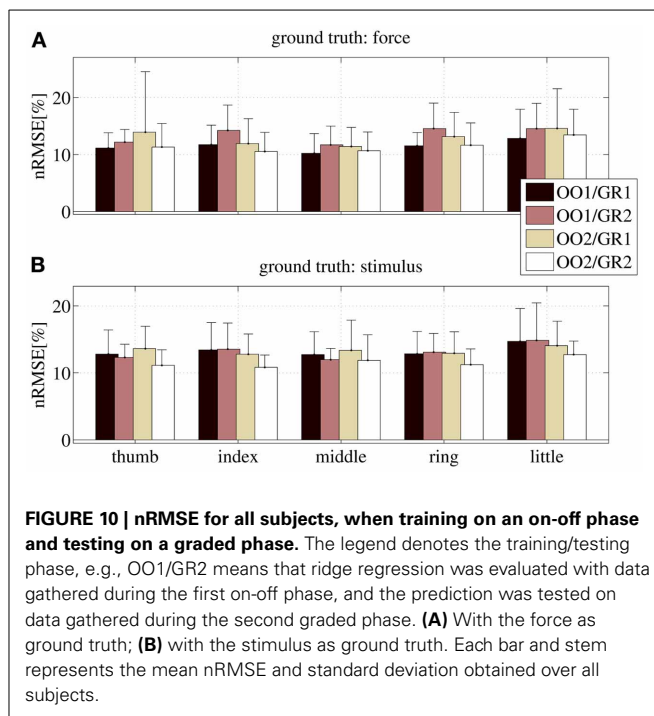 A
ground truth: force
nRMSE[%]
20
10
0
OO1/GR1
OO1/GR2
OO2/GR1
OO2/GR2
B
ground truth: stimulus
nRMSE[%]
20
10
0
thumb index middle ring little
FIGURE 10 | nRMSE for all subjects, when training on an on-off phase
and testing on a graded phase. The legend denotes the training/testing
phase, e.g., OO1/GR2 means that ridge regression was evaluated with data
gathered during the first on-off phase, and the prediction was tested on
data gathered during the second graded phase. (A) With the force as
ground truth; (B) with the stimulus as ground truth. Each bar and stem
represents the mean nRMSE and standard deviation obtained over all
subjects.